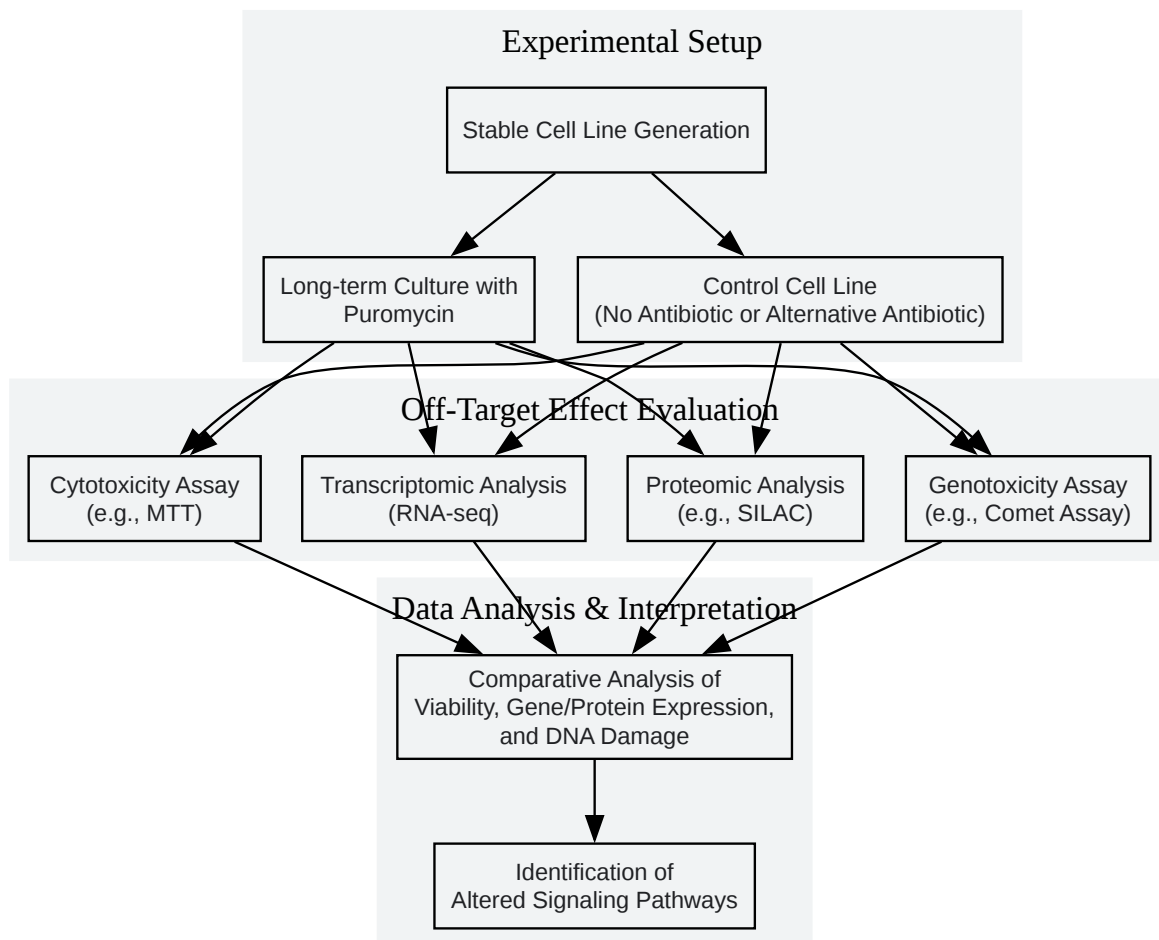 Experimental Setup
Stable Cell Line Generation
Long-term Culture with
Puromycin
Control Cell Line
(No Antibiotic or Alternative Antibiotic)
Off-Target Effect Evaluation
Cytotoxicity Assay
(e.g., MTT)
Transcriptomic Analysis
(RNA-seq)
Proteomic Analysis
(e.g., SILAC)
Genotoxicity Assay
(e.g., Comet Assay)
Data Analysis & Interpretation
Comparative Analysis of
Viability, Gene/Protein Expression,
and DNA Damage
Identification of
Altered Signaling Pathways